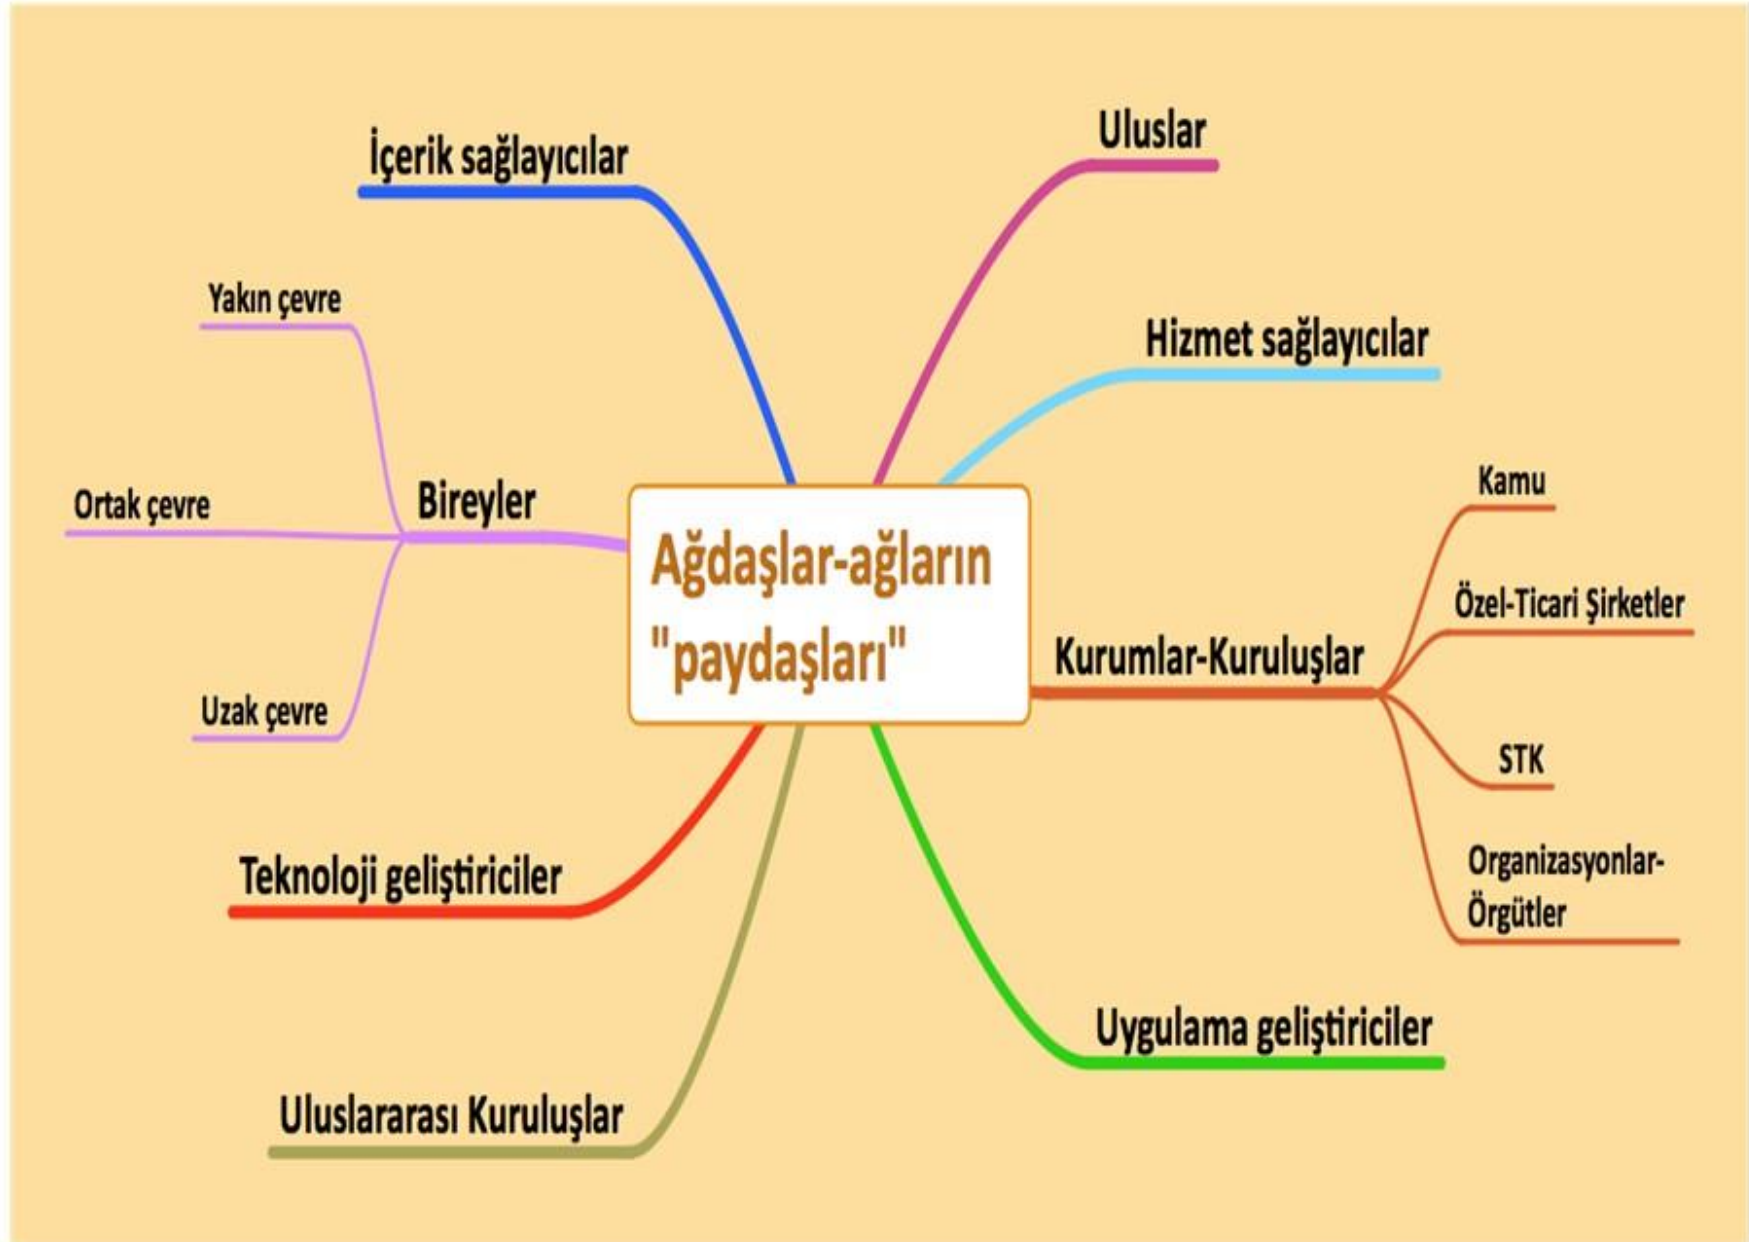 Uluslar
İçerik sağlayıcılar
Yakın çevre
Hizmet sağlayıcılar
Kamu
Ortak çevre
Bireyler
Ağdaşlar-ağların
"paydaşları"
Özel-Ticari Şirketler
Kurumlar-Kuruluşlar
Uzak çevre
STK
Organizasyonlar-
Örgütler
Teknoloji geliştiriciler
Uygulama geliştiriciler
Uluslararası Kuruluşlar